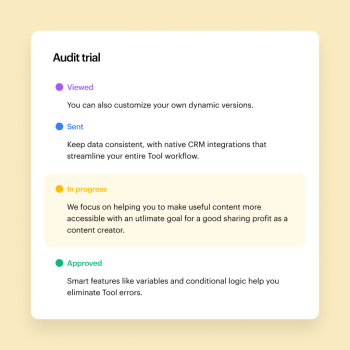 Audit trial
Viewed
You can also customize your own dynamic versions.
Sent
Keep data consistent, with native CRM integrations that
streamline your entire Tool workflow.
In progress
We focus on helping you to make useful content more
accessible with an utlimate goal for a good sharing profit as a
content creator.
Approved
Smart features like variables and conditional logic help you
eliminate Tool errors.